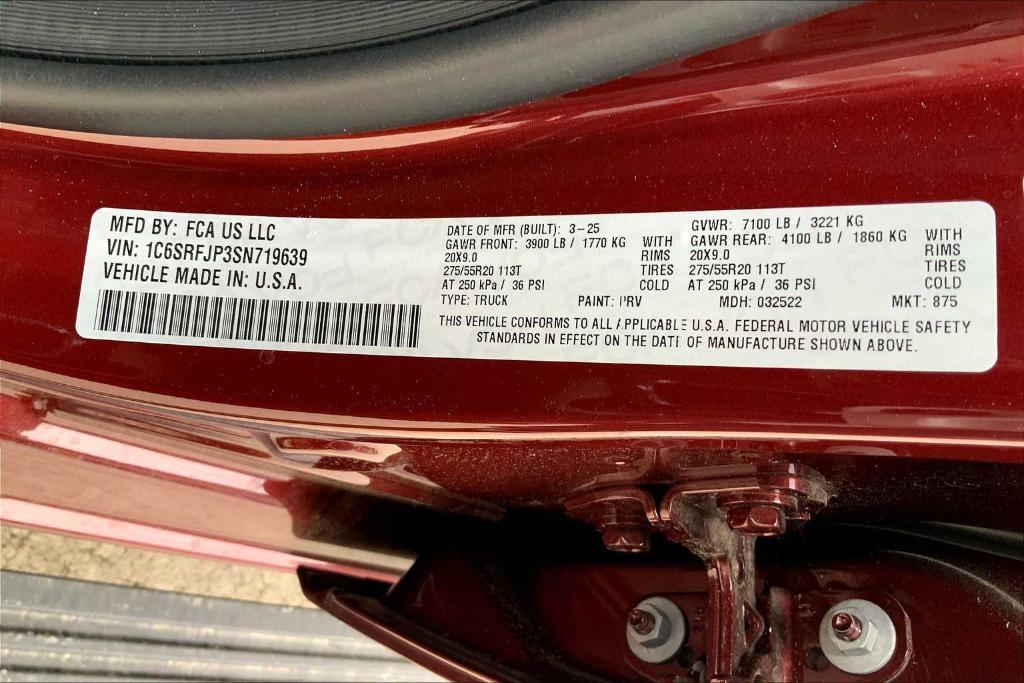 MFD BY: FCA US LLC
VIN: 1C6SRFJP3SN719639
VEHICLE MADE IN: U.S.A.
DATE OF MFR (BUILT): 3-25
GAWR FRONT: 3900 LB / 1770 KG WITH
20X9.0 RIMS
275/55R20 113T TIRES
AT 250 kPa / 36 PSI COLD
GVWR: 7100 LB / 3221 KG
GAWR REAR: 4100 LB / 1860 KG WITH
20X9.0 RIMS
275/55R20 113T TIRES
AT 250 kPa / 36 PSI COLD
TYPE: TRUCK PAINT: PRV MDH: 032522 MKT: 875
THIS VEHICLE CONFORMS TO ALL APPLICABLE U.S.A. FEDERAL MOTOR VEHICLE SAFETY
STANDARDS IN EFFECT ON THE DATE OF MANUFACTURE SHOWN ABOVE.